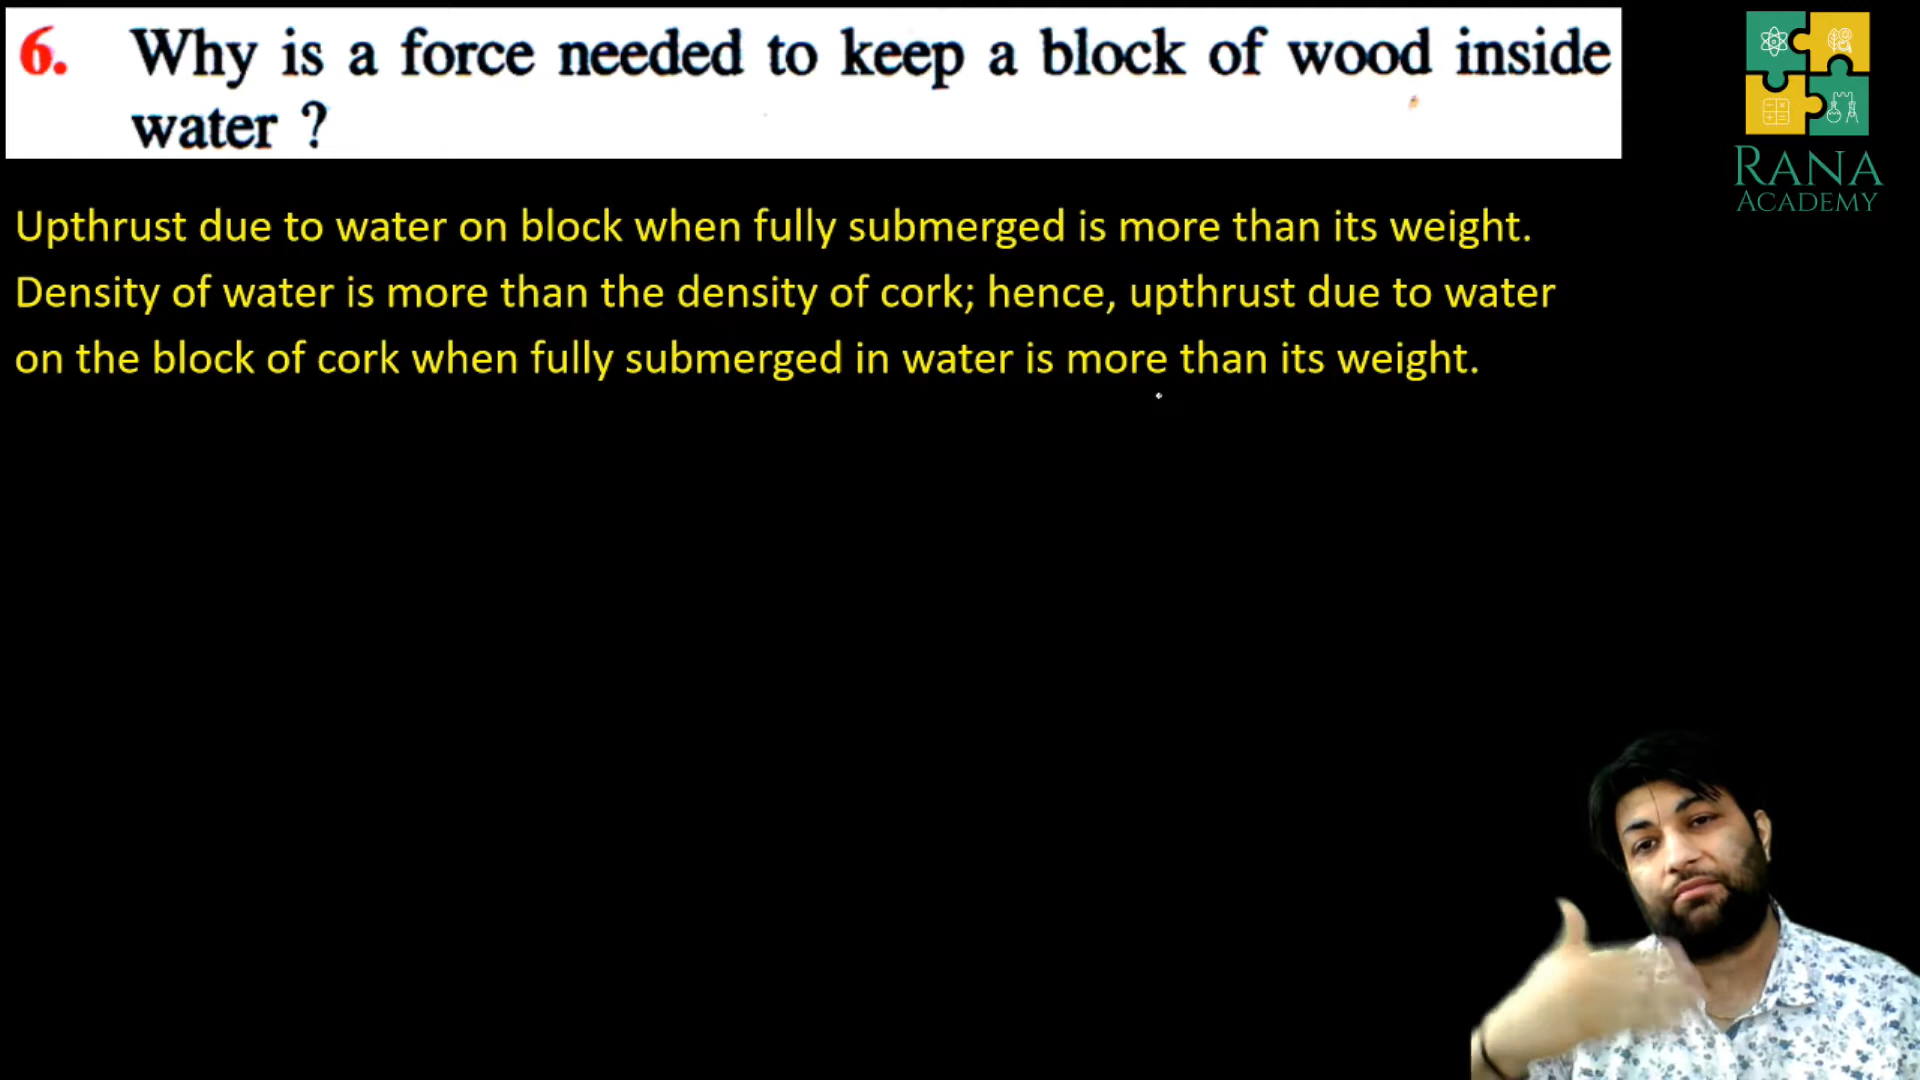 6. Why is a force needed to keep a block of wood inside
water ?
RANA
ACADEMY
Upthrust due to water on block when fully submerged is more than its weight.
Density of water is more than the density of cork; hence, upthrust due to water
on the block of cork when fully submerged in water is more than its weight.